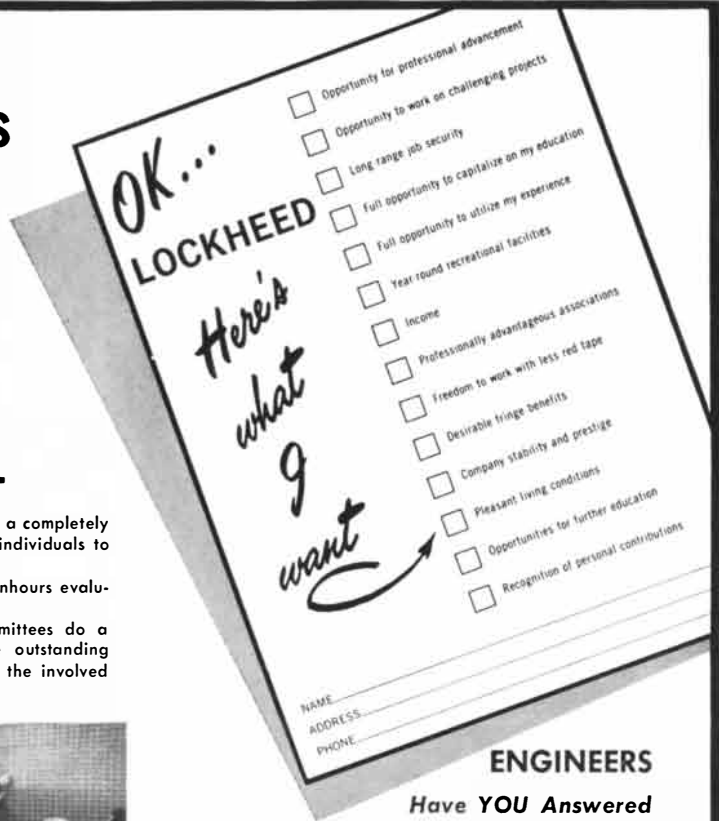 S
OK...
LOCKHEED
Here's
what
I
want
Opportunity for professional advancement
Opportunity to work on challenging projects
Long range job security
Full opportunity to capitalize on my education
Full opportunity to utilize my experience
Year round recreational facilities
Income
Professionally advantageous associations
Freedom to work with less red tape
Desirable fringe benefits
Company stability and prestige
Pleasant living conditions
Opportunities for further education
Recognition of personal contributions
NAME
ADDRESS
PHONE
a completely
individuals to
nhours evalu-
mittees do a
outstanding
the involved
ENGINEERS
Have YOU Answered